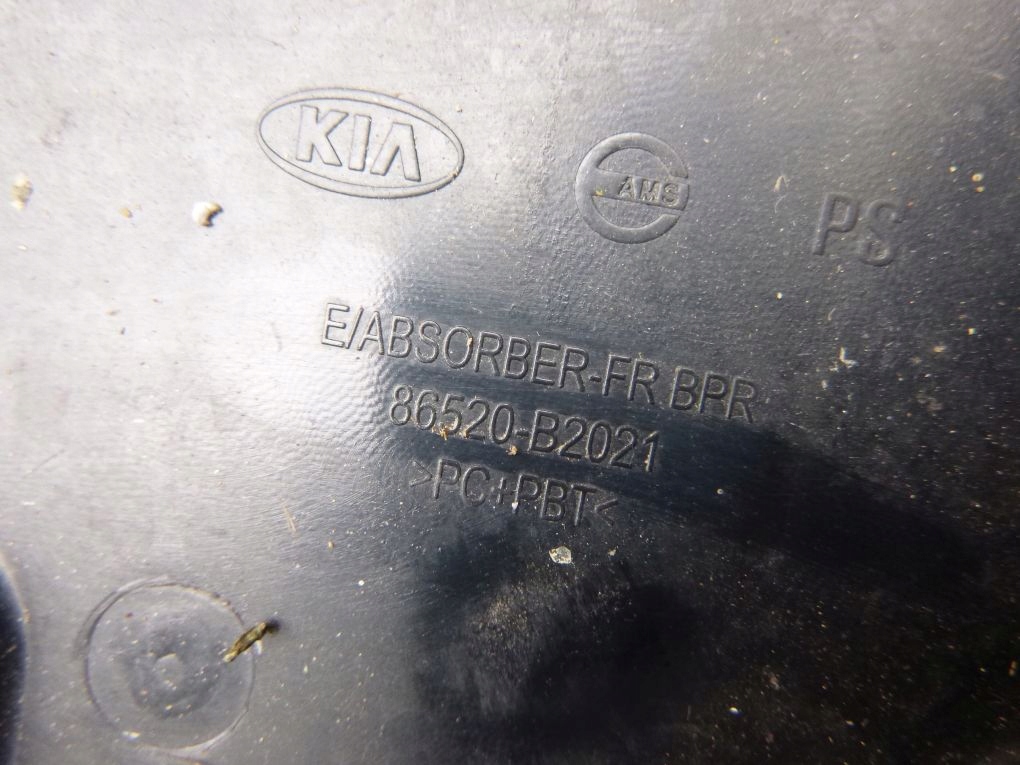 KIA
AMS
PS
E/ABSORBER-FR BPR
86520-B2021
>PC+PBT<